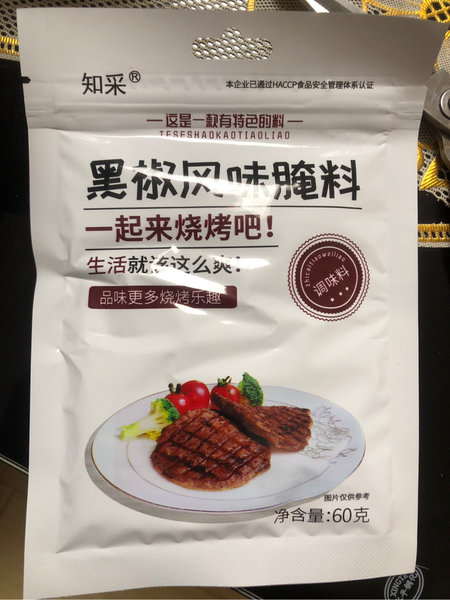 知采®
本企业已通过HACCP食品安全管理体系认证
这是一款有特色的料
TESESHAOKAOTIAOLIAO
黑椒风味腌料
一起来烧烤吧!
生活就该这么爽!
品味更多烧烤乐趣
zhicaitiaoweiliao
调味料
图片仅供参考
净含量:60克